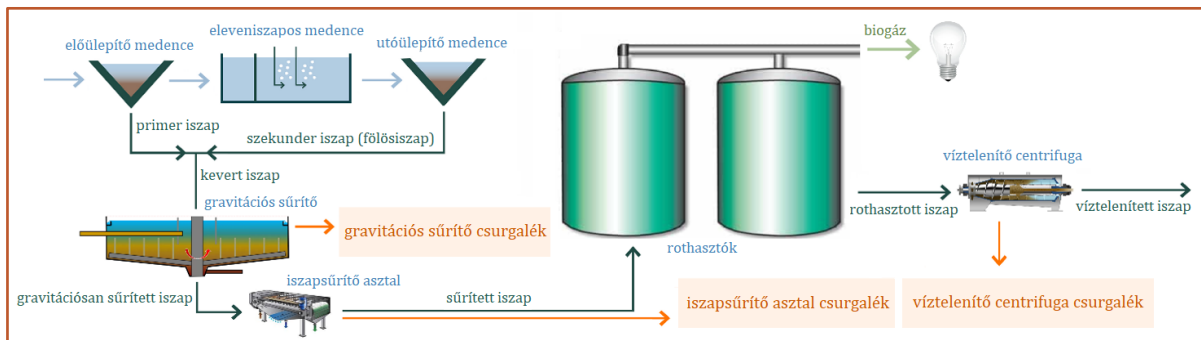 előülepítő medence
eleveniszapos medence
utóülepítő medence
biogáz
primer iszap
szekunder iszap (fölösiszap)
kevert iszap
víztelenítő centrifuga
gravitációs sűrítő
rothasztott iszap
víztelenített iszap
gravitációs sűrítő csurgalék
rothasztók
gravitációsan sűrített iszap
iszapsűrítő asztal
sűrített iszap
iszapsűrítő asztal csurgalék
víztelenítő centrifuga csurgalék